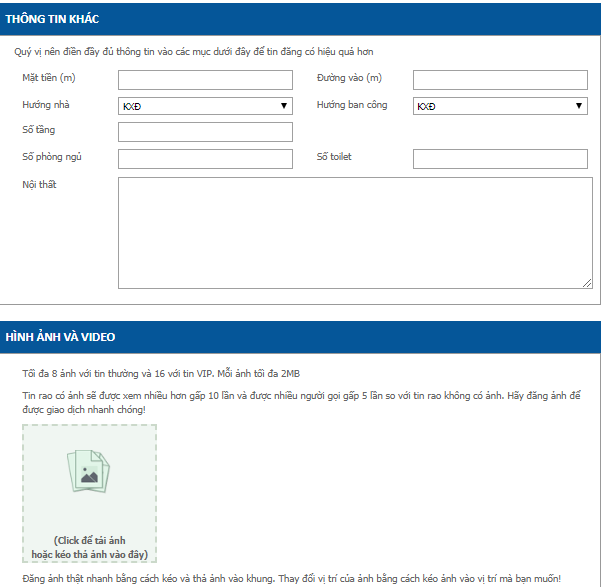 THÔNG TIN KHÁC
Quý vị nên điền đầy đủ thông tin vào các mục dưới đây để tin đăng có hiệu quả hơn
Mặt tiền (m)
Đường vào (m)
Hướng nhà KXĐ
Hướng ban công KXĐ
Số tầng
Số phòng ngủ
Số toilet
Nội thất
HÌNH ẢNH VÀ VIDEO
Tối đa 8 ảnh với tin thường và 16 với tin VIP. Mỗi ảnh tối đa 2MB
Tin rao có ảnh sẽ được xem nhiều hơn gấp 10 lần và được nhiều người gọi gấp 5 lần so với tin rao không có ảnh. Hãy đăng ảnh để
được giao dịch nhanh chóng!
(Click để tải ảnh
hoặc kéo thả ảnh vào đây)
Đăng ảnh thật nhanh bằng cách kéo và thả ảnh vào khung. Thay đổi vị trí của ảnh bằng cách kéo ảnh vào vị trí mà bạn muốn!